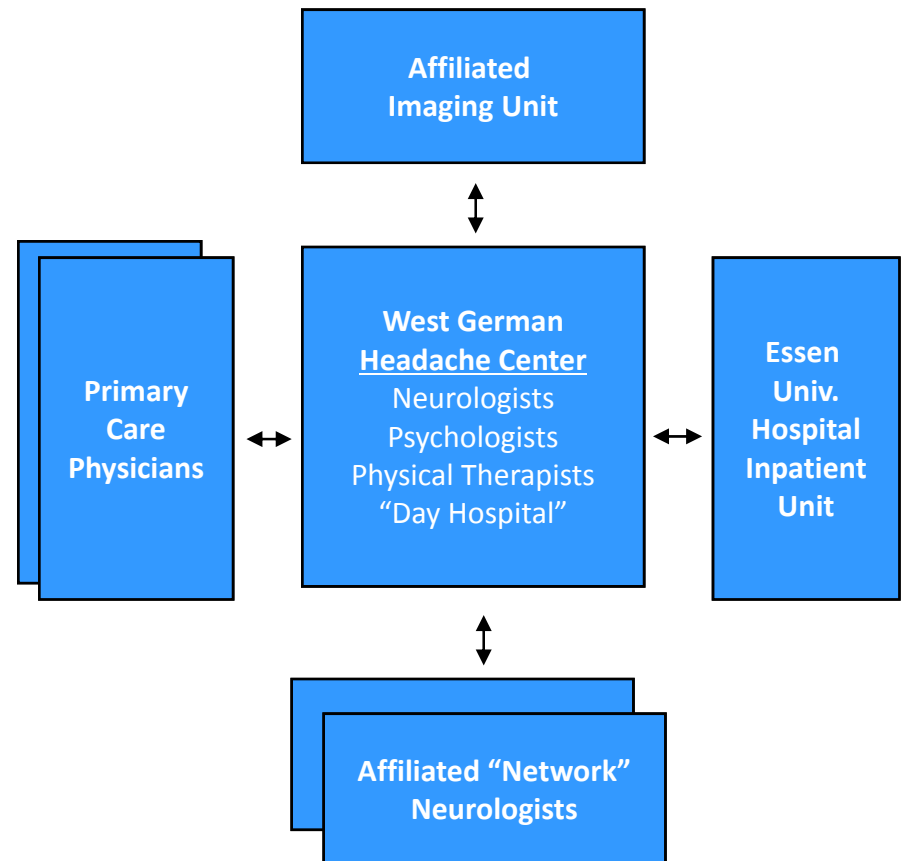 Affiliated
Imaging Unit
Primary
Care
Physicians
West German
Headache Center
Neurologists
Psychologists
Physical Therapists
“Day Hospital”
Essen
Univ.
Hospital
Inpatient
Unit
Affiliated “Network”
Neurologists